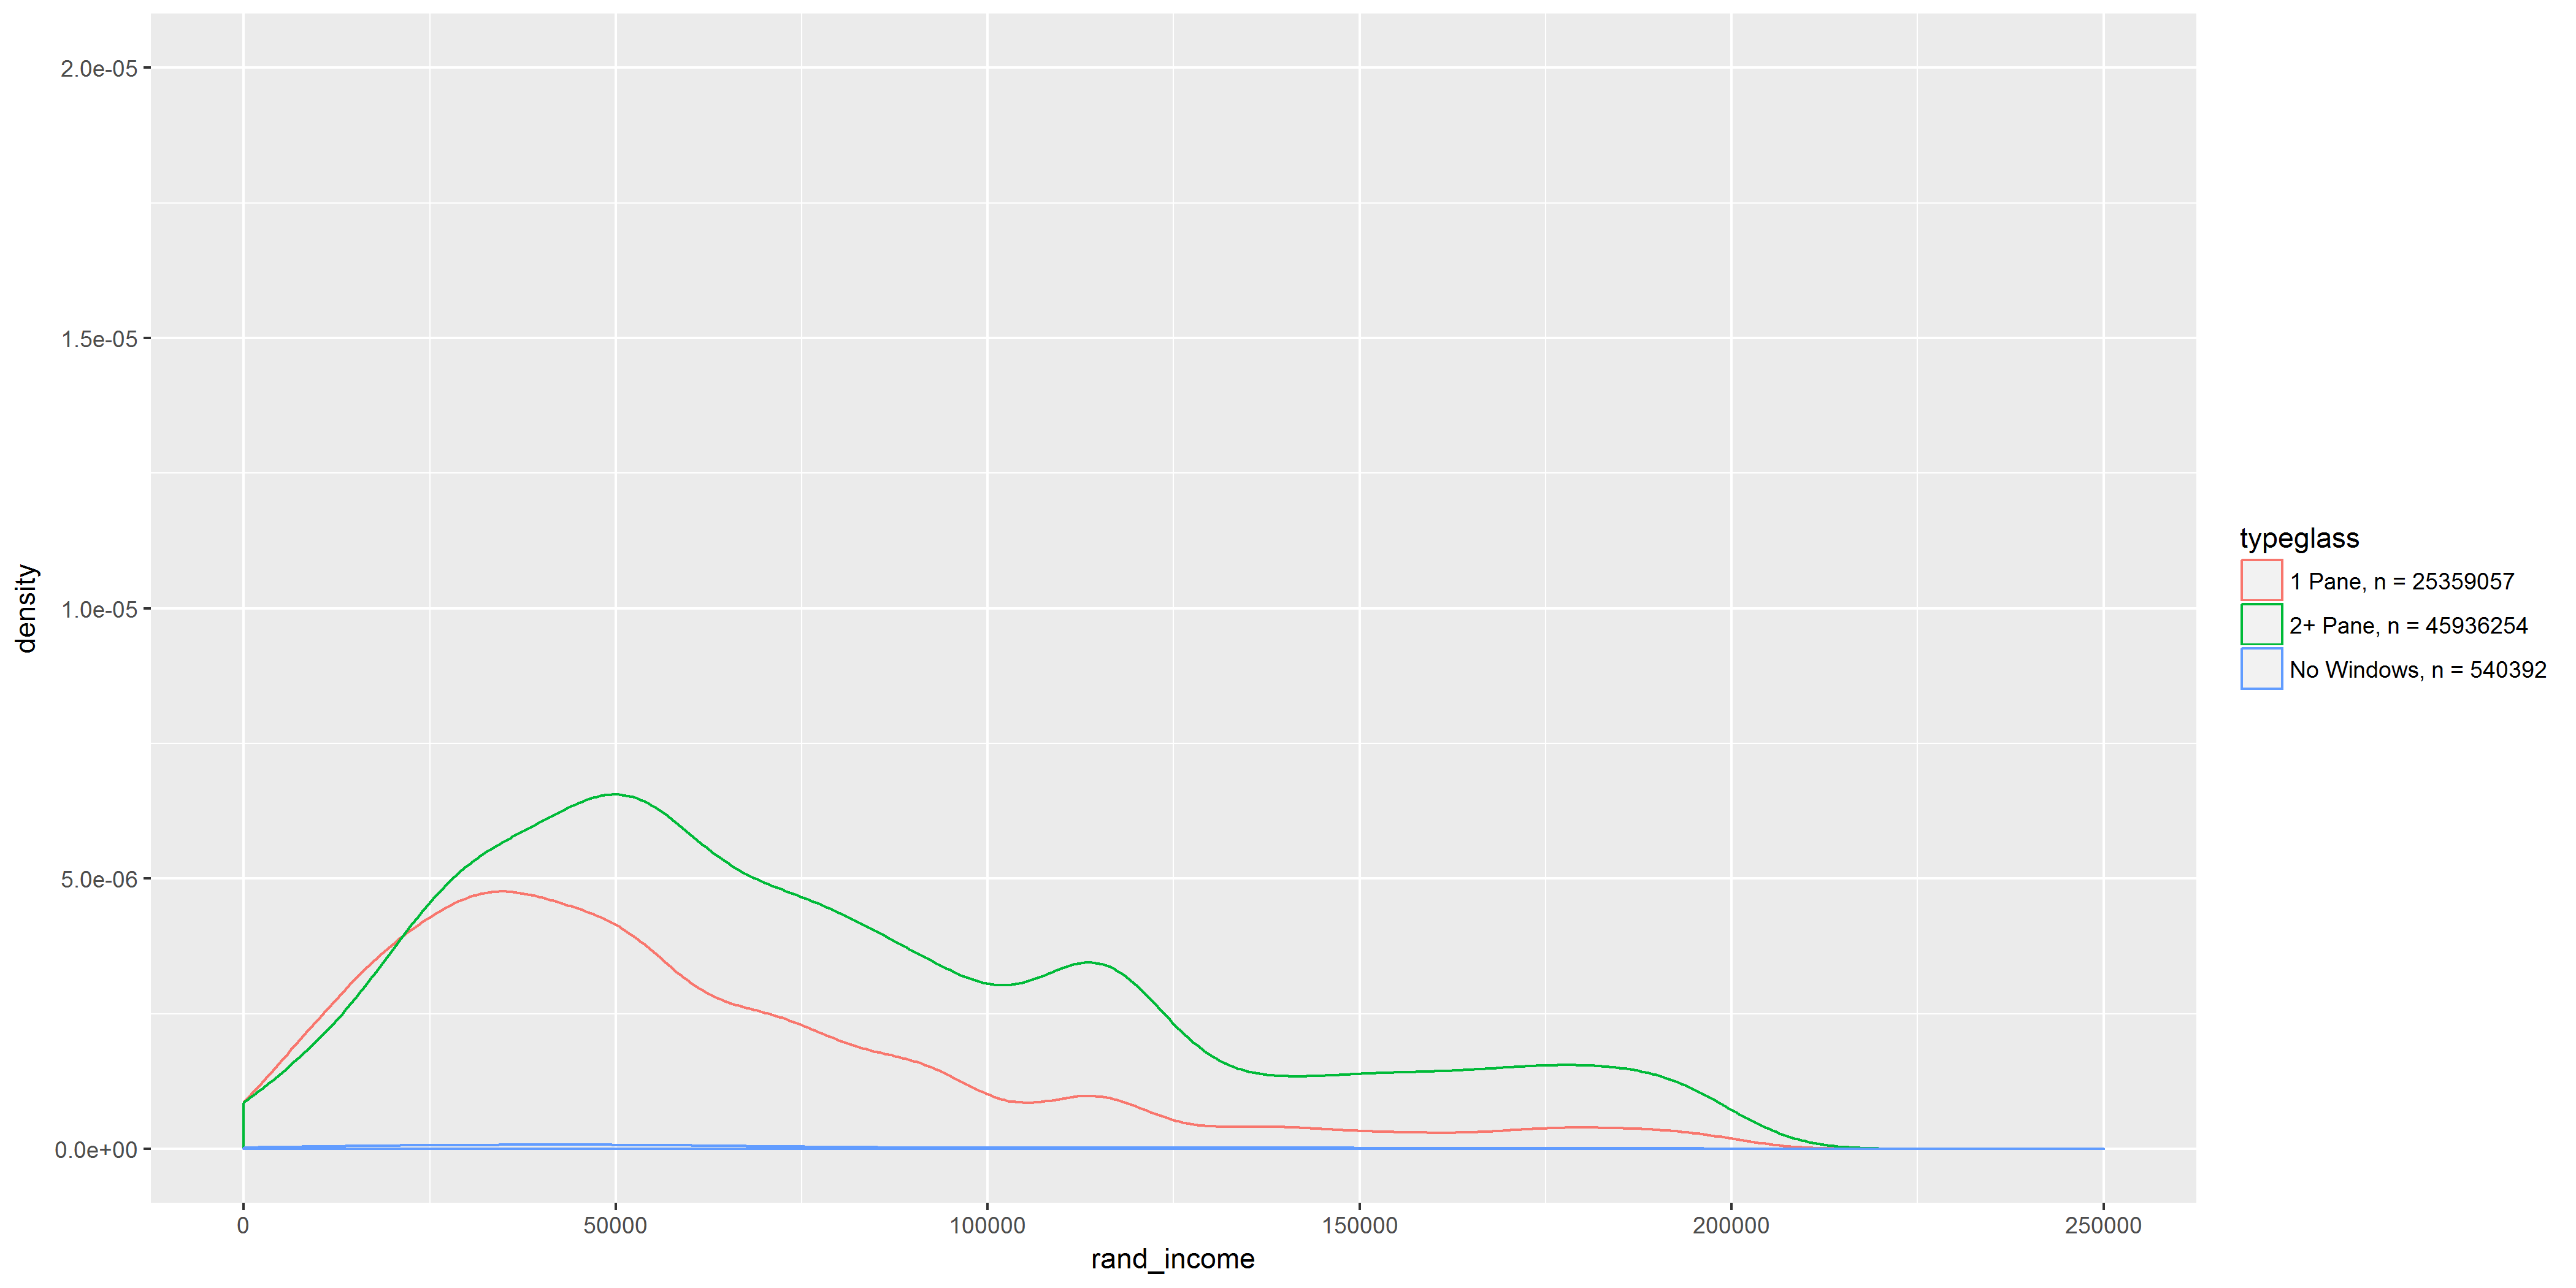 2.0e-05
1.5e-05
1.0e-05
5.0e-06
0.0e+00
density
0 50000 100000 150000 200000 250000
rand_income
typeglass
1 Pane, n = 25359057
2+ Pane, n = 45936254
No Windows, n = 540392